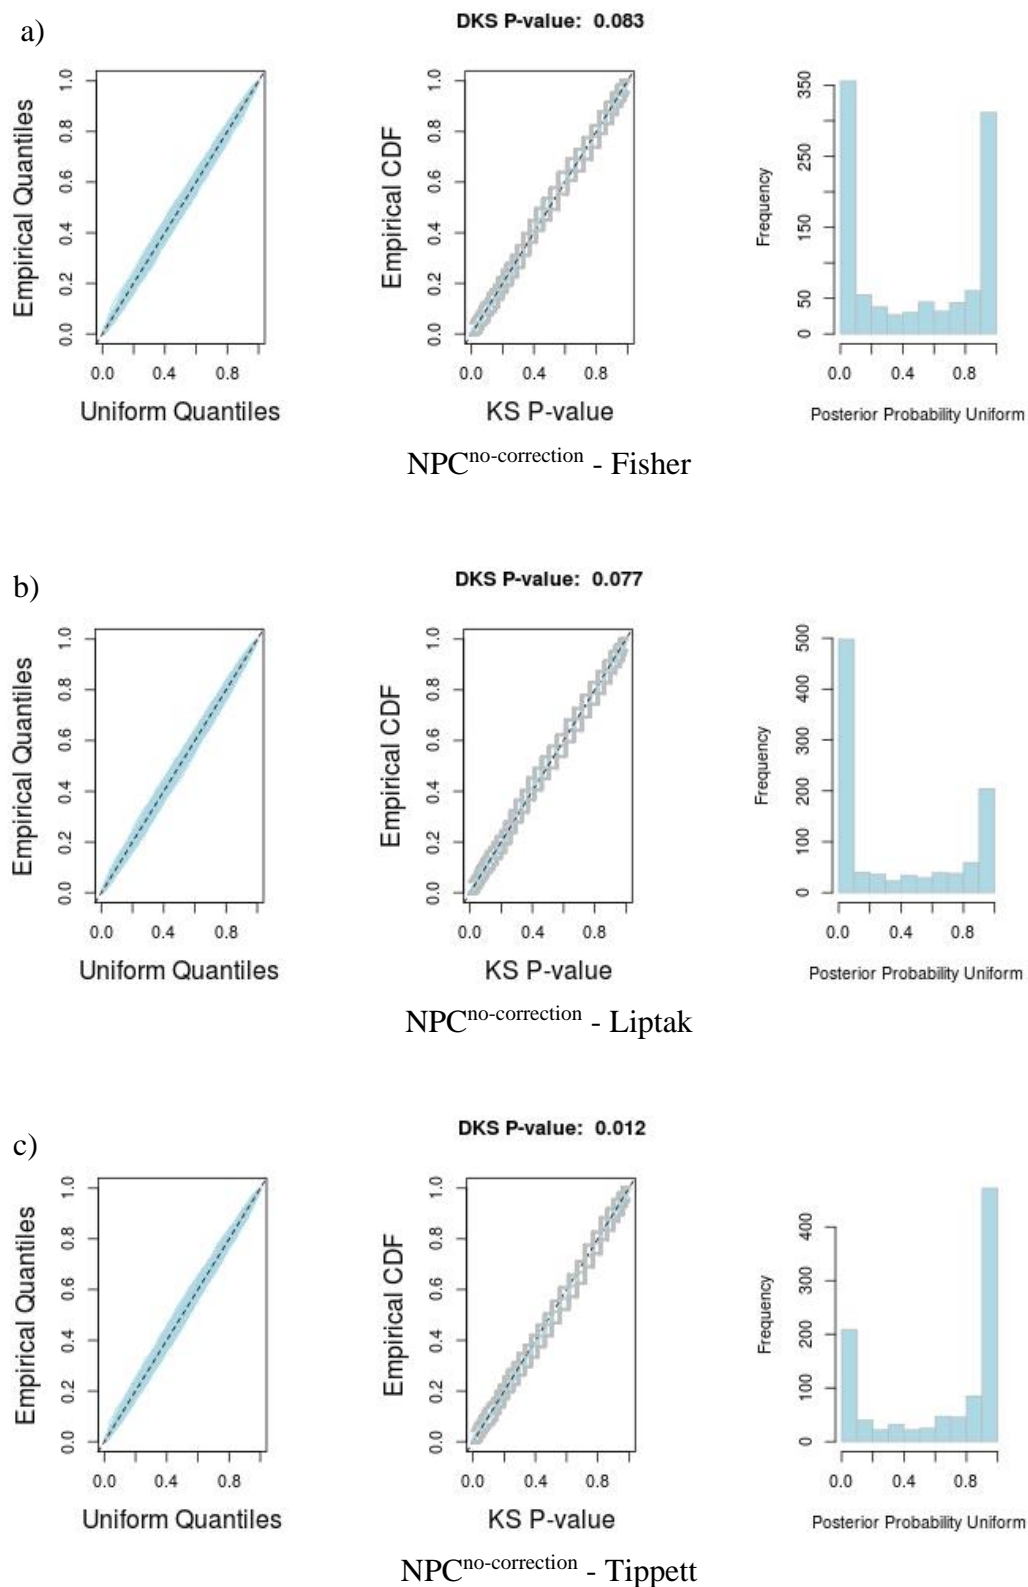 a)
DKS P-value: 0.083
Empirical Quantiles
0.0 0.2 0.4 0.6 0.8 1.0
0.0 0.4 0.8
Uniform Quantiles
Empirical CDF
0.0 0.2 0.4 0.6 0.8 1.0
0.0 0.4 0.8
KS P-value
Frequency
0 50 150 250 350
0.0 0.4 0.8
Posterior Probability Uniform
NPCno-correction - Fisher
b)
DKS P-value: 0.077
Empirical Quantiles
0.0 0.2 0.4 0.6 0.8 1.0
0.0 0.4 0.8
Uniform Quantiles
Empirical CDF
0.0 0.2 0.4 0.6 0.8 1.0
0.0 0.4 0.8
KS P-value
Frequency
0 100 200 300 400 500
0.0 0.4 0.8
Posterior Probability Uniform
NPCno-correction - Liptak
c)
DKS P-value: 0.012
Empirical Quantiles
0.0 0.2 0.4 0.6 0.8 1.0
0.0 0.4 0.8
Uniform Quantiles
Empirical CDF
0.0 0.2 0.4 0.6 0.8 1.0
0.0 0.4 0.8
KS P-value
Frequency
0 100 200 300 400
0.0 0.4 0.8
Posterior Probability Uniform
NPCno-correction - Tippett